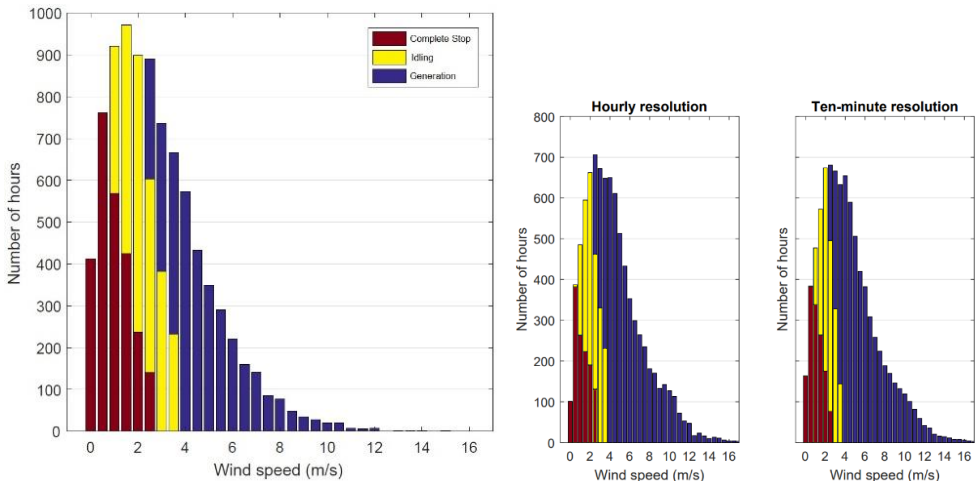 1000
900
800
700
600
500
400
300
200
100
0
Number of hours
Complete Stop
Idling
Generation
0 2 4 6 8 10 12 14 16
Wind speed (m/s)
Hourly resolution
800
700
600
500
400
300
200
100
0
Number of hours
0 2 4 6 8 10 12 14 16
Wind speed (m/s)
Ten-minute resolution
Number of hours
0 2 4 6 8 10 12 14 16
Wind speed (m/s)